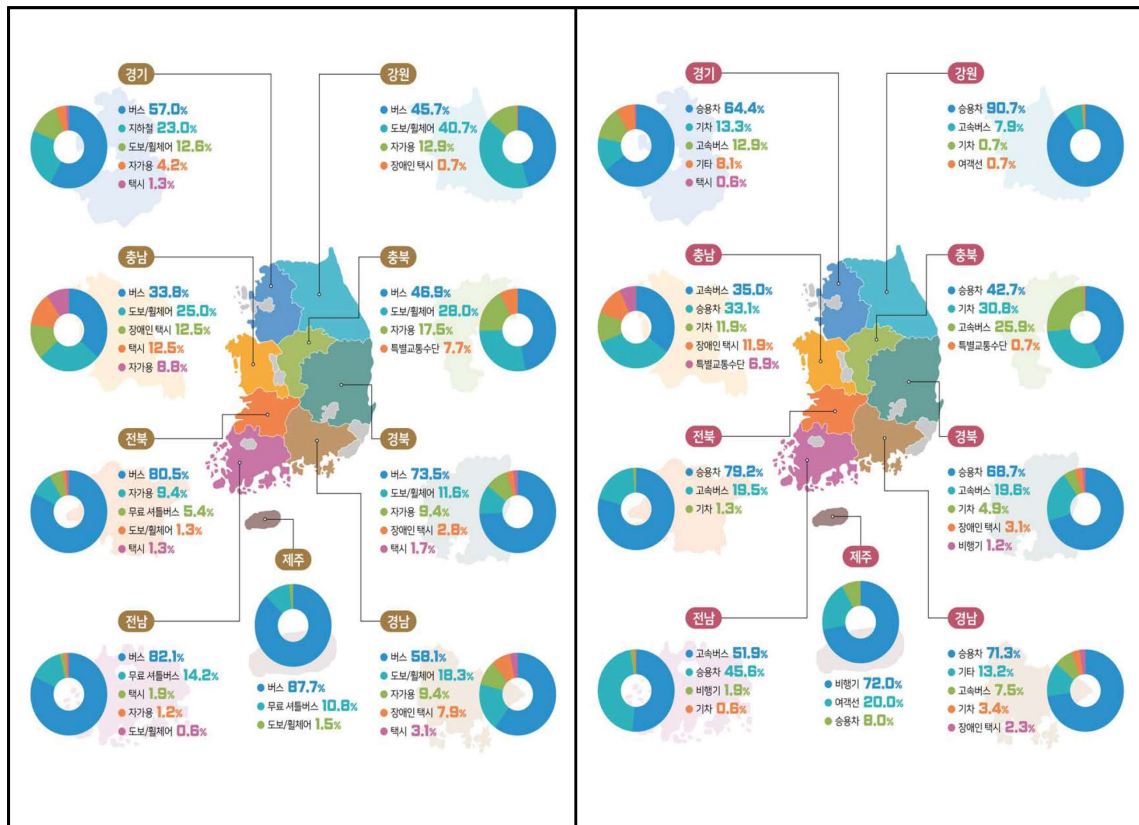 경기
버스 57.0%
지하철 23.0%
도보/휠체어 12.6%
자가용 4.2%
택시 1.3%
강원
버스 45.7%
도보/휠체어 40.7%
자가용 12.9%
장애인 택시 0.7%
충남
버스 33.8%
도보/휠체어 25.0%
장애인 택시 12.5%
택시 12.5%
자가용 8.8%
충북
버스 46.9%
도보/휠체어 28.0%
자가용 17.5%
특별교통수단 7.7%
전북
버스 80.5%
자가용 9.4%
무료 셔틀버스 5.4%
도보/휠체어 1.3%
택시 1.3%
경북
버스 73.5%
도보/휠체어 11.6%
자가용 9.4%
장애인 택시 2.8%
택시 1.7%
제주
버스 87.7%
무료 셔틀버스 10.8%
도보/휠체어 1.5%
전남
버스 82.1%
무료 셔틀버스 14.2%
택시 1.9%
자가용 1.2%
도보/휠체어 0.6%
경남
버스 58.1%
도보/휠체어 18.3%
자가용 9.4%
장애인 택시 7.9%
택시 3.1%
경기
승용차 64.4%
기차 13.3%
고속버스 12.9%
기타 8.1%
택시 0.6%
강원
승용차 90.7%
고속버스 7.9%
기차 0.7%
여객선 0.7%
충남
고속버스 35.0%
승용차 33.1%
기차 11.9%
장애인 택시 11.9%
특별교통수단 6.9%
충북
승용차 42.7%
기차 30.8%
고속버스 25.9%
특별교통수단 0.7%
전북
승용차 79.2%
고속버스 19.5%
기차 1.3%
경북
승용차 68.7%
고속버스 19.6%
기차 4.9%
장애인 택시 3.1%
비행기 1.2%
제주
비행기 72.0%
여객선 20.0%
승용차 8.0%
전남
고속버스 51.9%
승용차 45.6%
비행기 1.9%
기차 0.6%
경남
승용차 71.3%
기타 13.2%
고속버스 7.5%
기차 3.4%
장애인 택시 2.3%